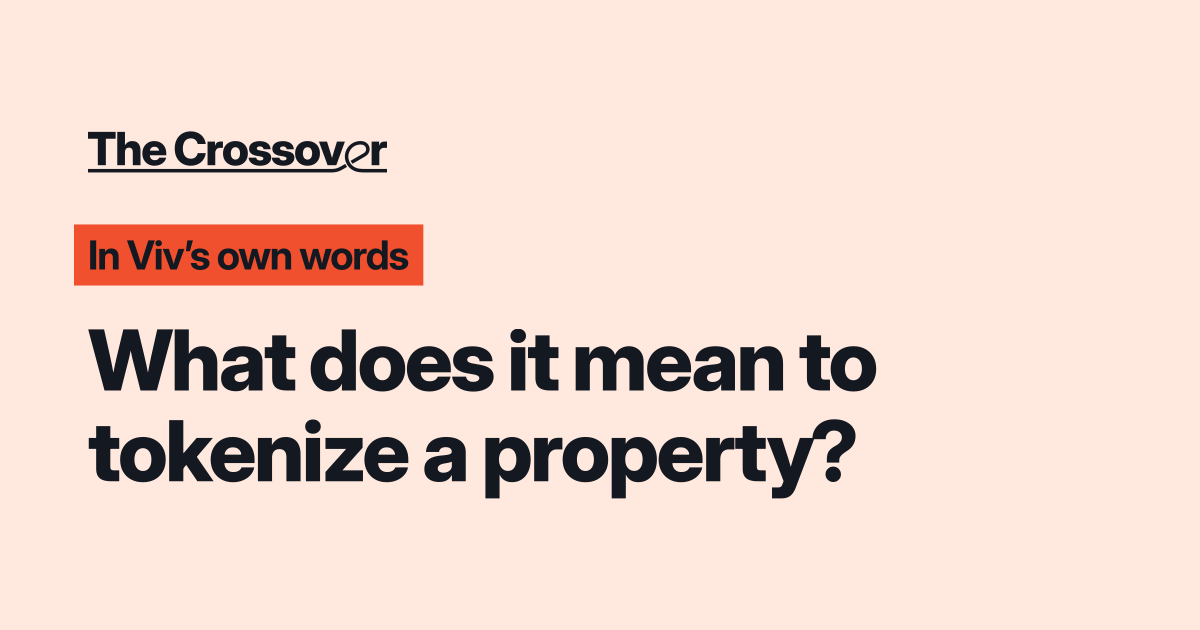 The Crossover
In Viv’s own words
What does it mean to
tokenize a property?